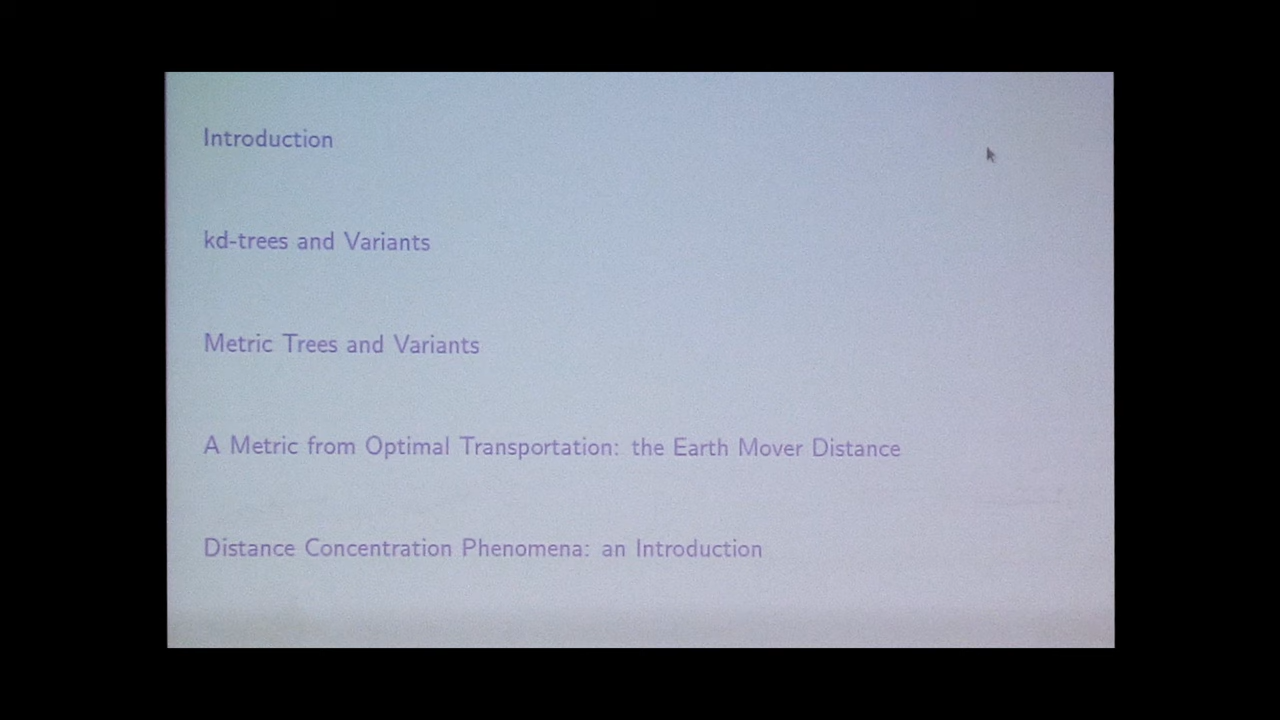 Introduction
kd-trees and Variants
Metric Trees and Variants
A Metric from Optimal Transportation: the Earth Mover Distance
Distance Concentration Phenomena: an Introduction